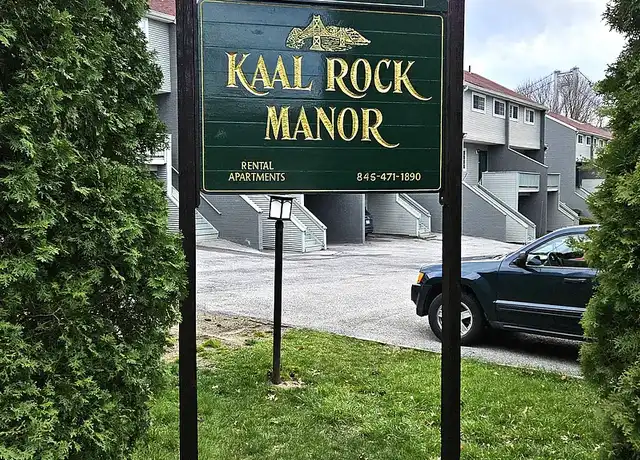 KAAL ROCK
MANOR
RENTAL
APARTMENTS
845-471-1890